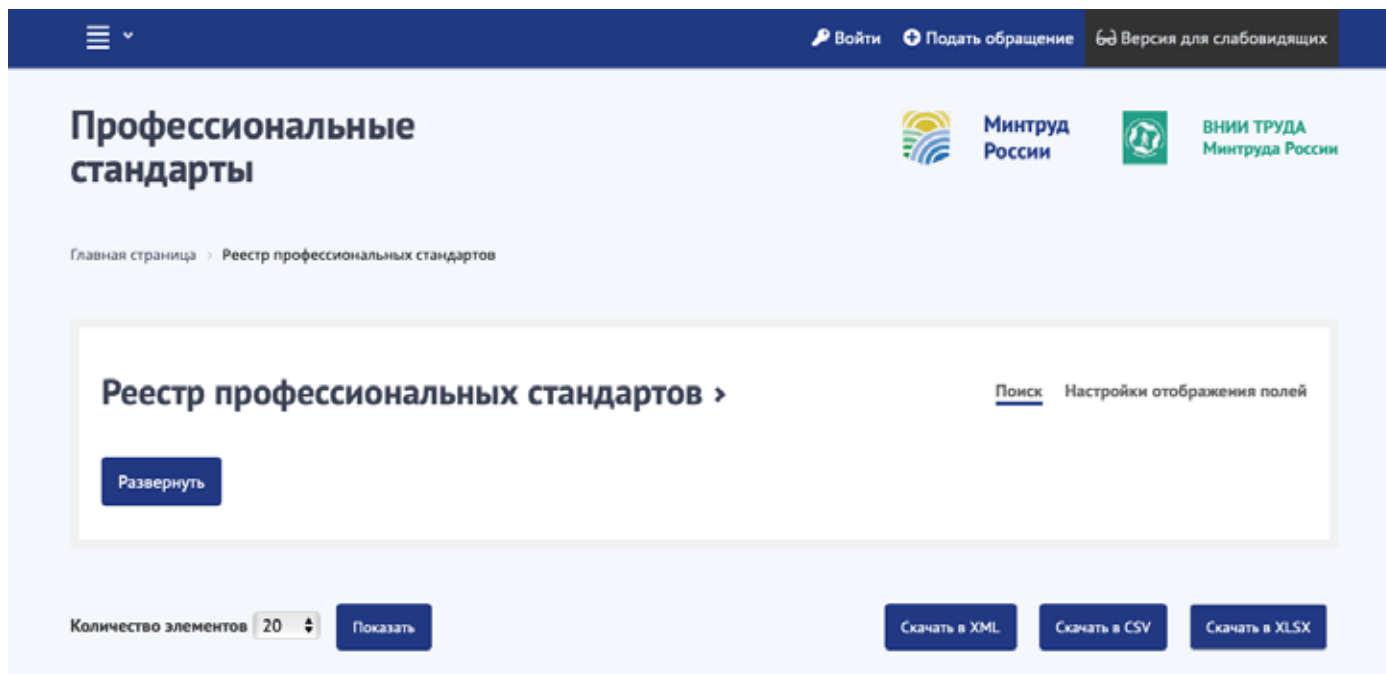 Войти Подать обращение Версия для слабовидящих
Профессиональные
стандарты
Минтруд
России
ВНИИ ТРУДА
Минтруда России
Главная страница › Реестр профессиональных стандартов
Реестр профессиональных стандартов ›
Поиск Настройки отображения полей
Развернуть
Количество элементов 20 Показать Скачать в XML Скачать в CSV Скачать в XLSX